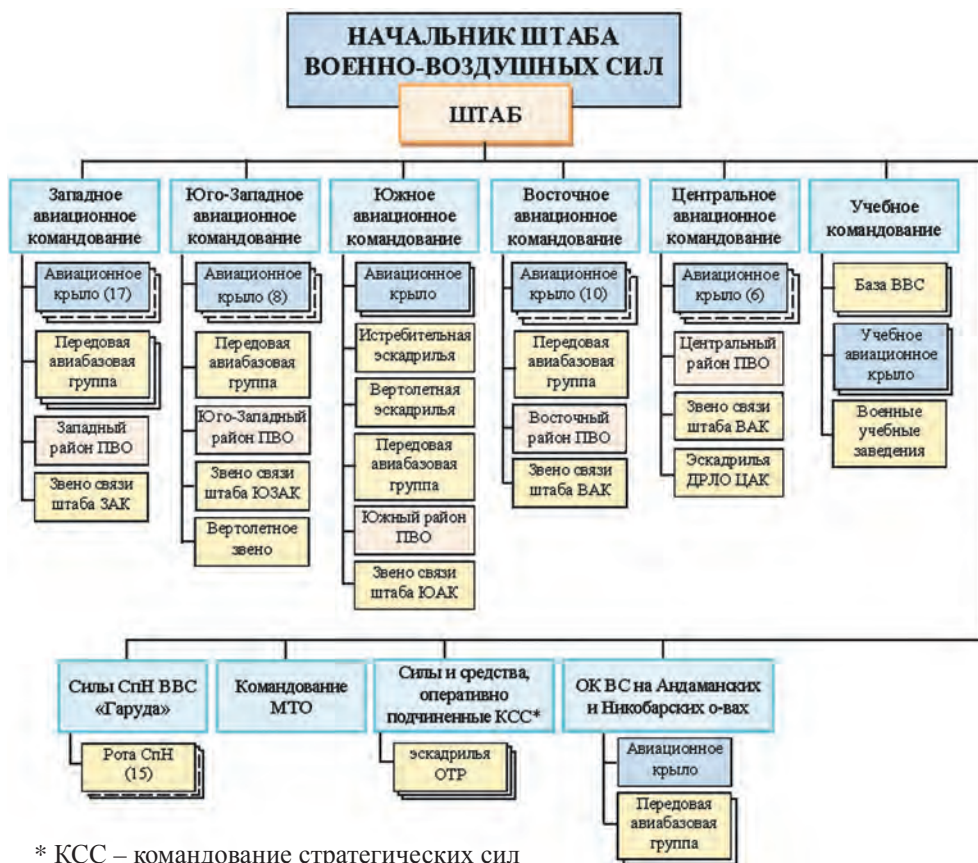 НАЧАЛЬНИК ШТАБА
ВОЕННО-ВОЗДУШНЫХ СИЛ
ШТАБ
Западное
авиационное
командование
Авиационное
крыло (17)
Передовая
авиабазовая
группа
Западный
район ПВО
Звено связи
штаба ЗАК
Юго-Западное
авиационное
командование
Авиационное
крыло (8)
Передовая
авиабазовая
группа
Юго-Западный
район ПВО
Звено связи
штаба ЮЗАК
Вертолетное
звено
Южное
авиационное
командование
Авиационное
крыло
Истребительная
эскадрилья
Вертолетная
эскадрилья
Передовая
авиабазовая
группа
Южный район
ПВО
Звено связи
штаба ЮАК
Восточное
авиационное
командование
Авиационное
крыло (10)
Передовая
авиабазовая
группа
Восточный
район ПВО
Звено связи
штаба ВАК
Центральное
авиационное
командование
Авиационное
крыло (6)
Центральный
район ПВО
Звено связи
штаба ВАК
Эскадрилья
ДРЛО ЦАК
Учебное
командование
База ВВС
Учебное
авиационное
крыло
Военные
учебные
заведения
Силы СпН ВВС
«Гаруда»
Рота СпН
(15)
Командование
МТО
Силы и средства,
оперативно
подчиненные КСС*
эскадрилья
ОТР
ОК ВС на Андаманских
и Никобарских о-вах
Авиационное
крыло
Передовая
авиабазовая
группа
* КСС – командование стратегических сил